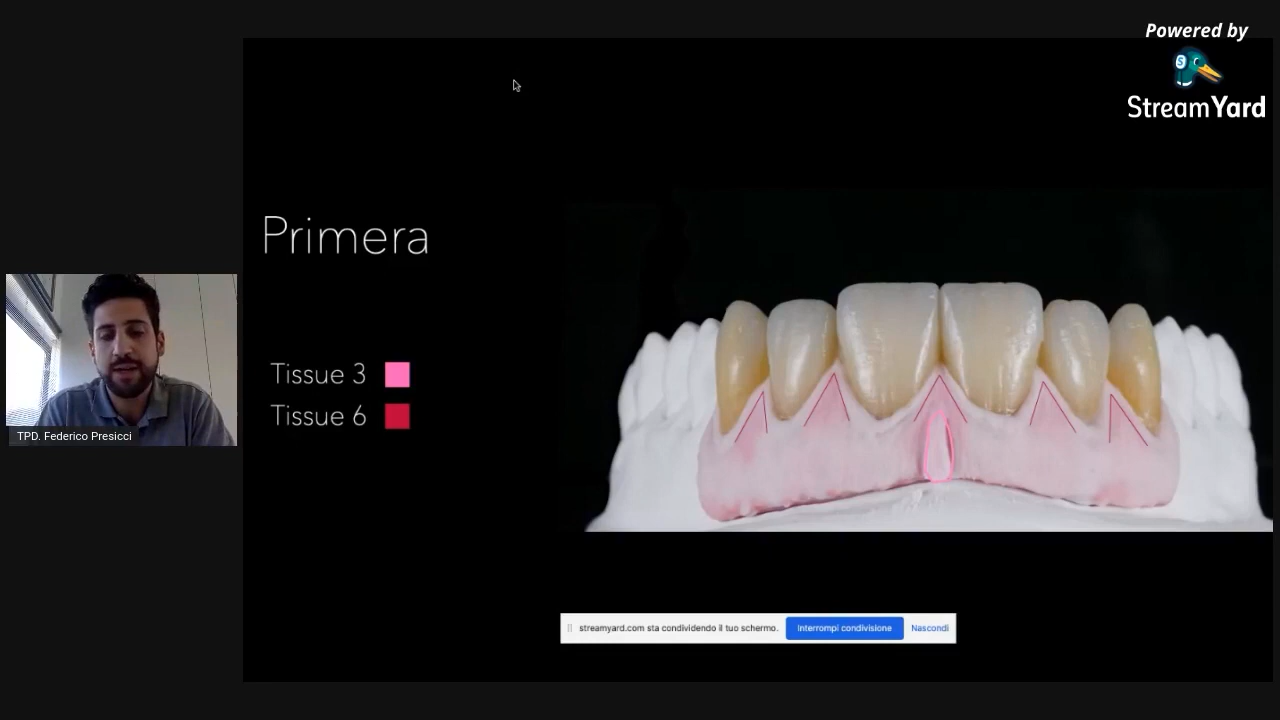 Powered by
StreamYard
Primera
Tissue 3
Tissue 6
TPD. Federico Presicci
streamyard.com sta condividendo il tuo schermo.
Interrompi condivisione
Nascondi